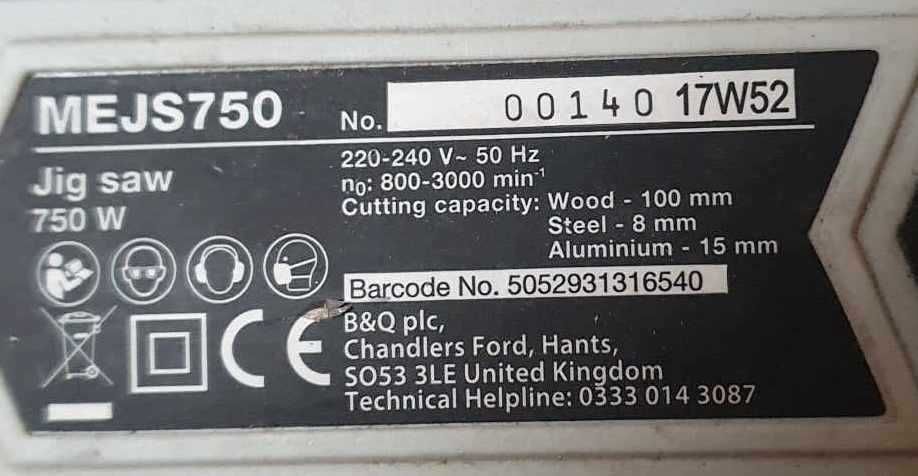 MEJS750
No. 00140 17W52
Jig saw
750 W
220-240 V~ 50 Hz
n₀: 800-3000 min⁻¹
Cutting capacity: Wood - 100 mm
Steel - 8 mm
Aluminium - 15 mm
Barcode No. 5052931316540
CE
B&Q plc,
Chandlers Ford, Hants,
SO53 3LE United Kingdom
Technical Helpline: 0333 014 3087